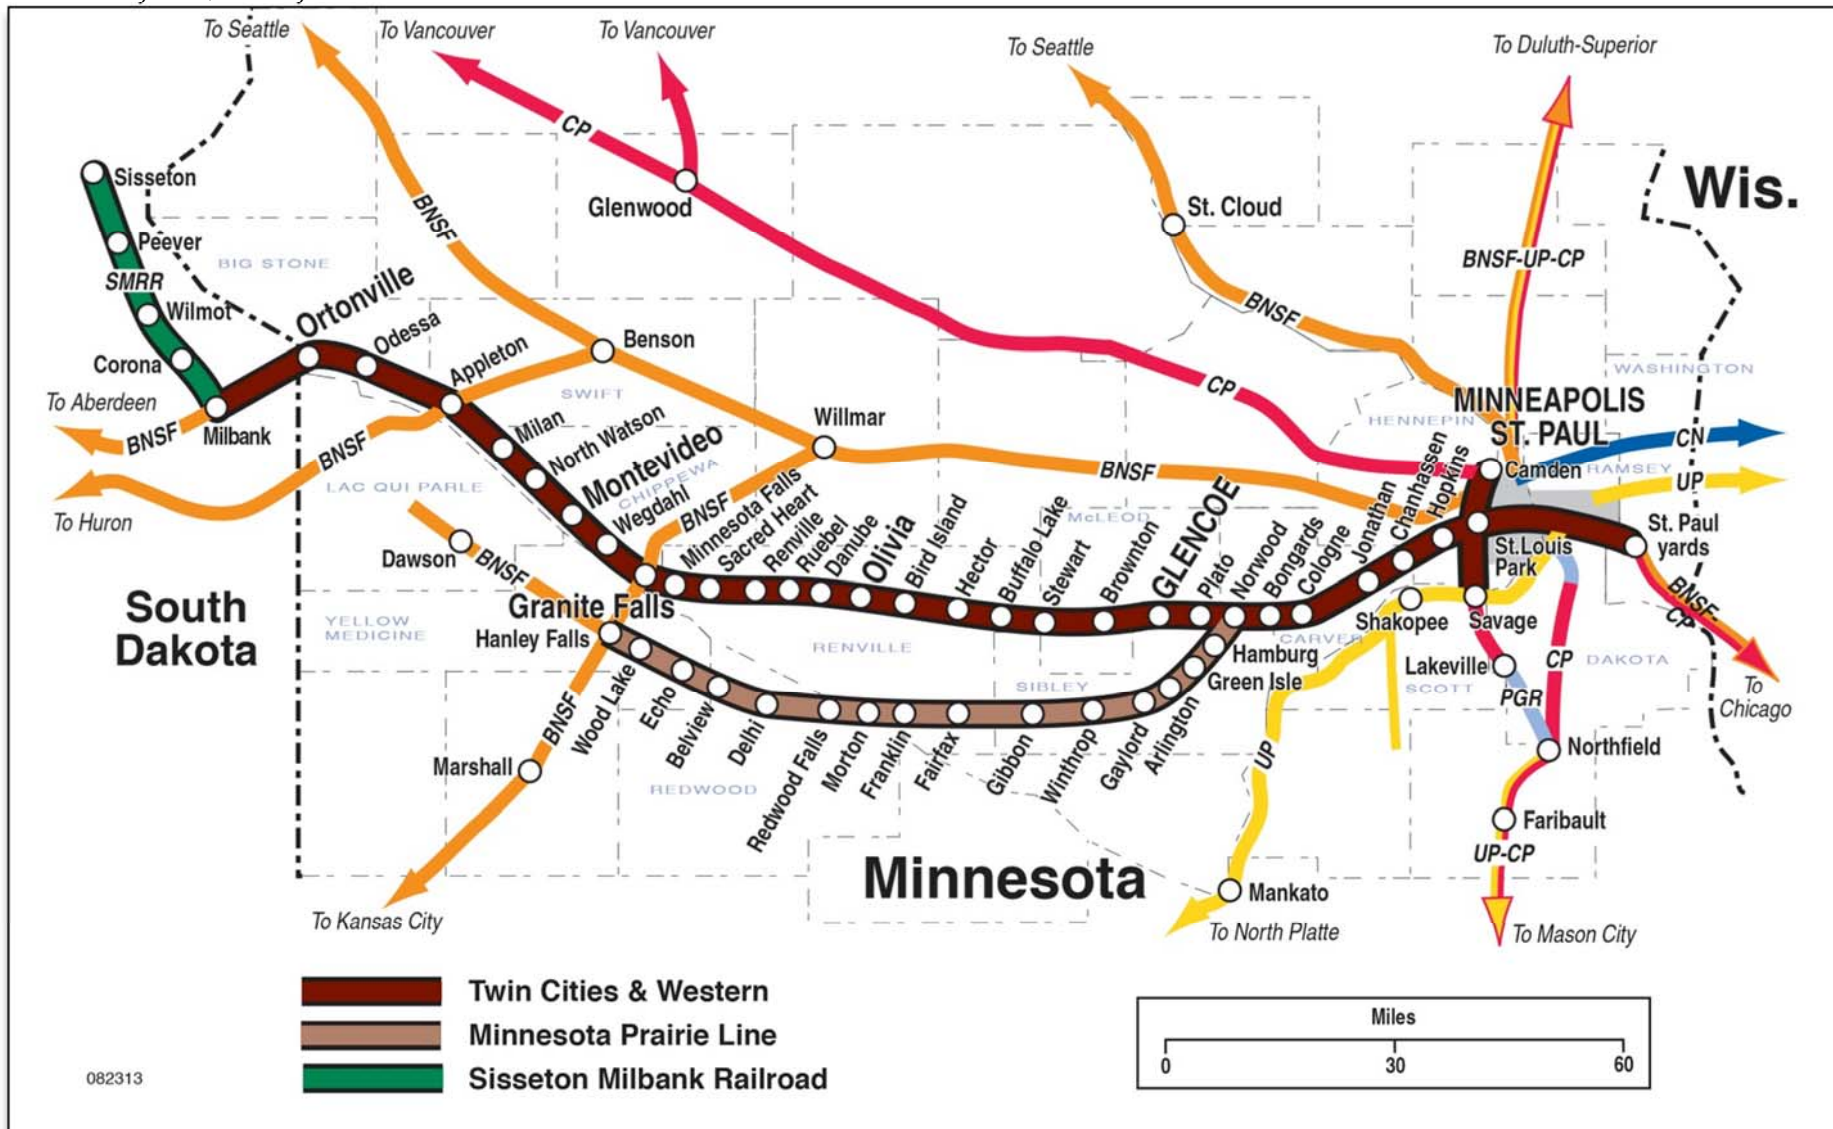 To Seattle
To Vancouver
To Vancouver
To Seattle
To Duluth-Superior
CP
Sisseton
Wis.
Glenwood
St. Cloud
BNSF
Peever
BIG STONE
BNSF-UP-CP
SMRR
Wilmot
Ortonville
Odessa
BNSF
Benson
Corona
Appleton
WASHINGTON
SWIFT
CP
To Aberdeen
MINNEAPOLIS
ST. PAUL
HENNEPIN
BNSF
Milbank
Milan
North Watson
Montevideo
Willmar
CN
BNSF
CHIPPEWA
BNSF
Camden
RAMSEY
UP
LAC QUI PARLE
Wegdahl
BNSF
Minnesota Falls
Sacred Heart
Renville
Ruebel
Danube
Olivia
Bird Island
Hector
Buffalo Lake
Stewart
McLEOD
Brownton
GLENCOE
Plato
Norwood
Bongards
Cologne
Jonathan
Chanhassen
Hopkins
To Huron
St. Paul
yards
St.Louis
Park
Dawson
BNSF
BNSF
CP
South
Dakota
Granite Falls
Hanley Falls
YELLOW
MEDICINE
RENVILLE
CARVER
Shakopee
Savage
Hamburg
Green Isle
Lakeville
CP
DAKOTA
SIBLEY
SCOTT
PGR
To
Chicago
BNSF
Wood Lake
Echo
Belview
Delhi
Redwood Falls
Morton
Franklin
Fairfax
Gibbon
Winthrop
Gaylord
Arlington
UP
Northfield
Marshall
REDWOOD
Faribault
UP-CP
Minnesota
Mankato
To Kansas City
To North Platte
To Mason City
Twin Cities & Western
Minnesota Prairie Line
Sisseton Milbank Railroad
Miles
0 30 60
082313